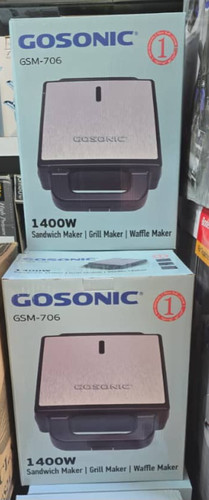 GOSONIC®
GSM-706
1
GOSONIC
1400W
Sandwich Maker | Grill Maker | Waffle Maker
1400W
GOSONIC®
GSM-706
1
GOSONIC
1400W
Sandwich Maker | Grill Maker | Waffle Maker